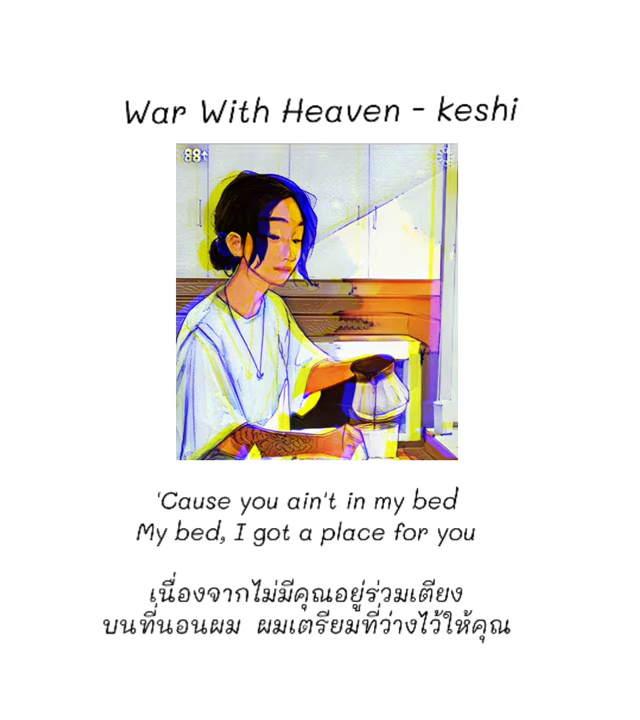 War With Heaven - keshi
88↑
'Cause you ain't in my bed
My bed, I got a place for you
เนื่องจากไม่มีคุณอยู่ร่วมเตียง
บนที่นอนผม ผมเตรียมที่ว่างไว้ให้คุณ